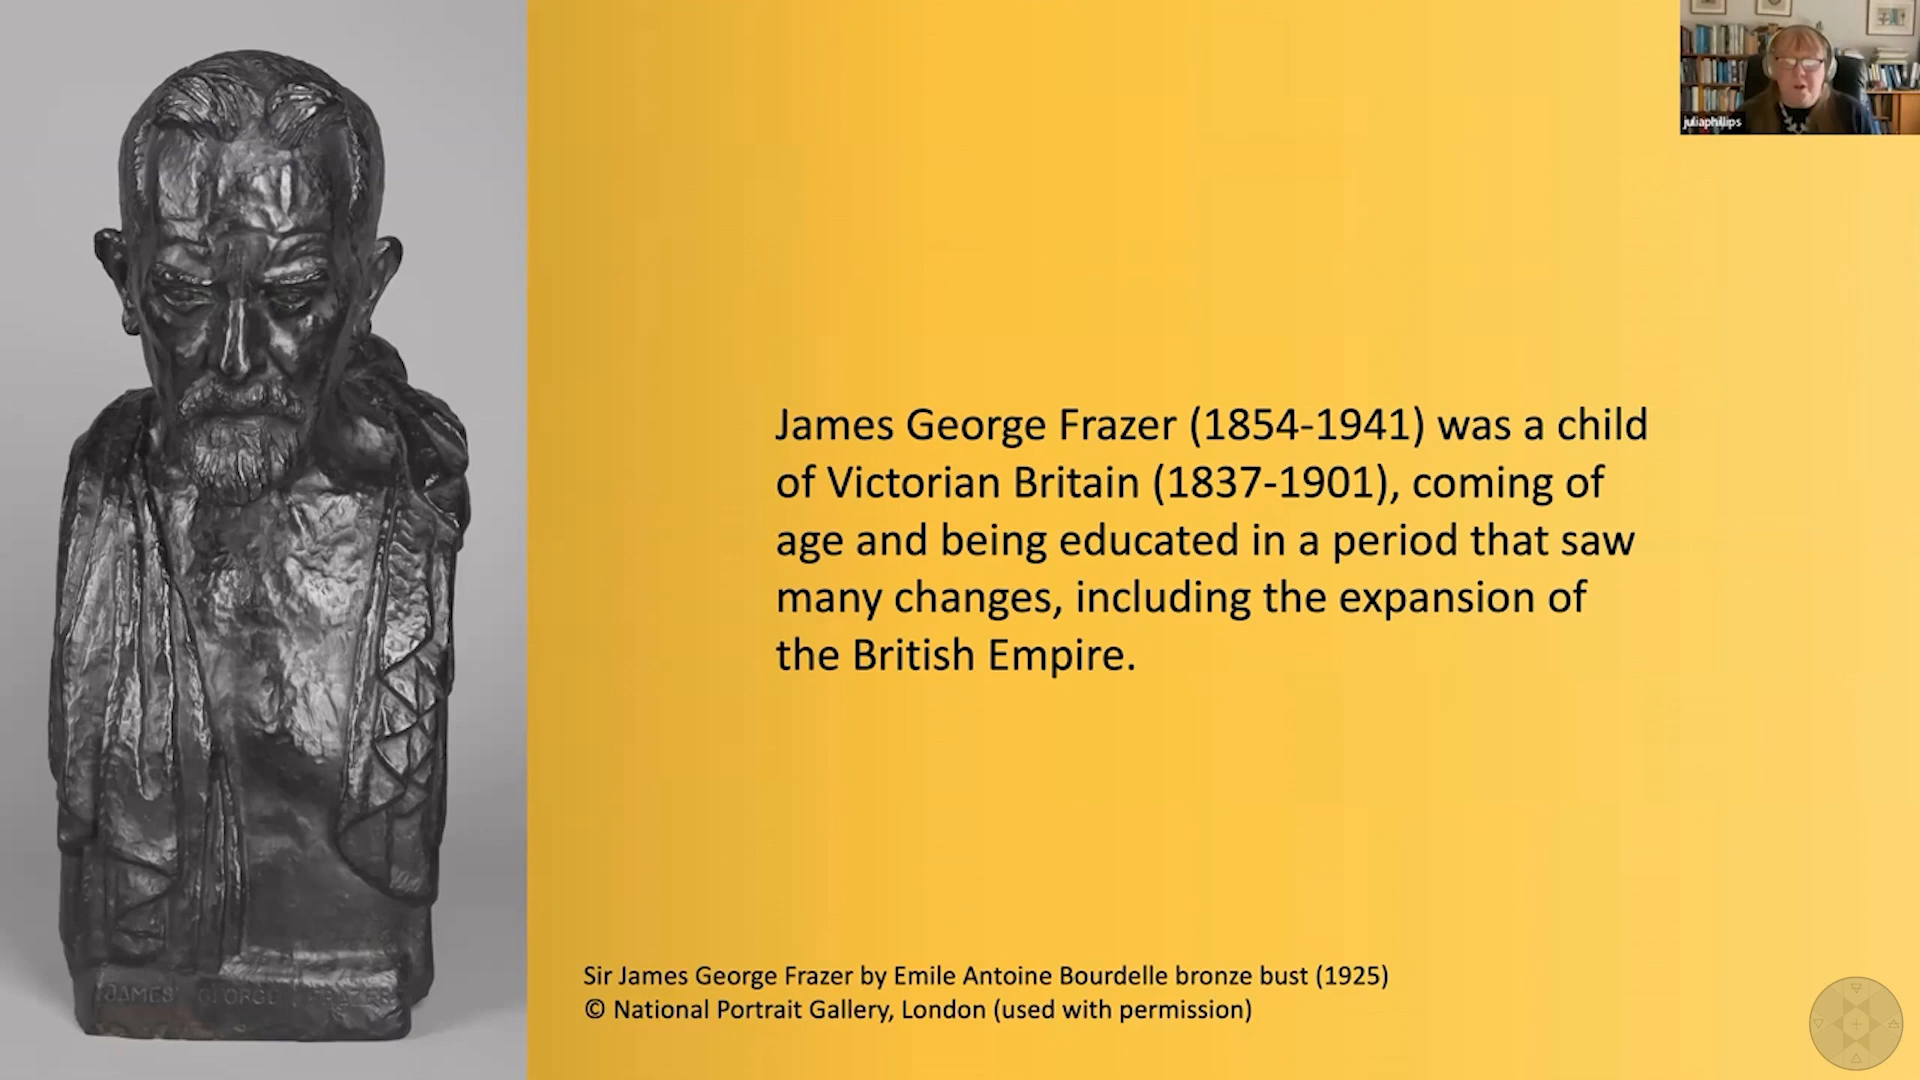 juliaphillips
James George Frazer (1854-1941) was a child
of Victorian Britain (1837-1901), coming of
age and being educated in a period that saw
many changes, including the expansion of
the British Empire.
JAMES GEORGE FRAZER
Sir James George Frazer by Emile Antoine Bourdelle bronze bust (1925)
© National Portrait Gallery, London (used with permission)